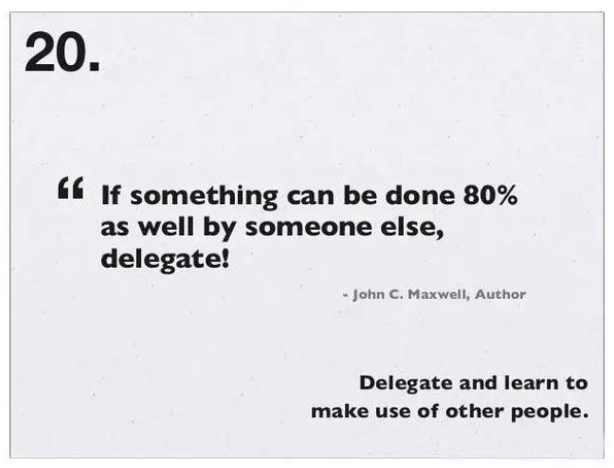 20.
“ If something can be done 80%
as well by someone else,
delegate!
- John C. Maxwell, Author
Delegate and learn to
make use of other people.